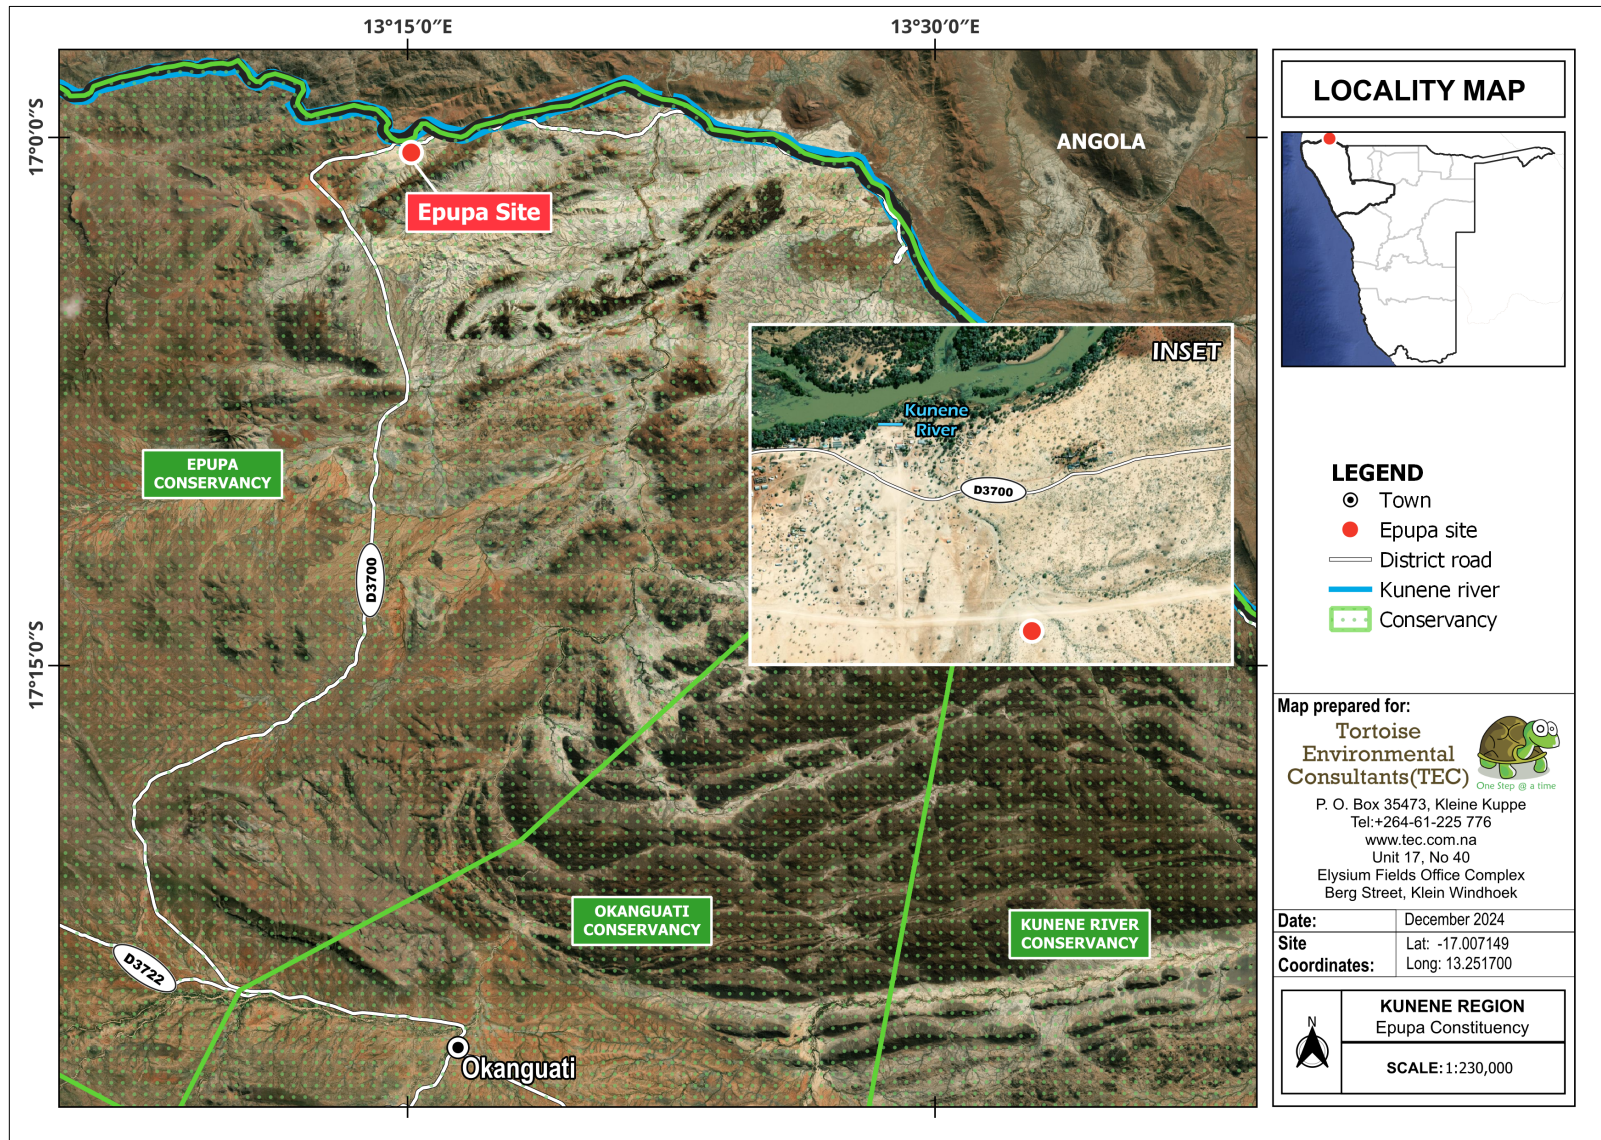 13°15′0″E
13°30′0″E
17°0′0″S
17°15′0″S
ANGOLA
Epupa Site
EPUPA
CONSERVANCY
D3700
INSET
Kunene
River
D3700
OKANGUATI
CONSERVANCY
KUNENE RIVER
CONSERVANCY
D3722
Okanguati
LOCALITY MAP
LEGEND
Town
Epupa site
District road
Kunene river
Conservancy
Map prepared for:
Tortoise
Environmental
Consultants(TEC)
One Step @ a time
P. O. Box 35473, Kleine Kuppe
Tel:+264-61-225 776
www.tec.com.na
Unit 17, No 40
Elysium Fields Office Complex
Berg Street, Klein Windhoek
Date: December 2024
Site Lat: -17.007149
Coordinates: Long: 13.251700
N
KUNENE REGION
Epupa Constituency
SCALE: 1:230,000